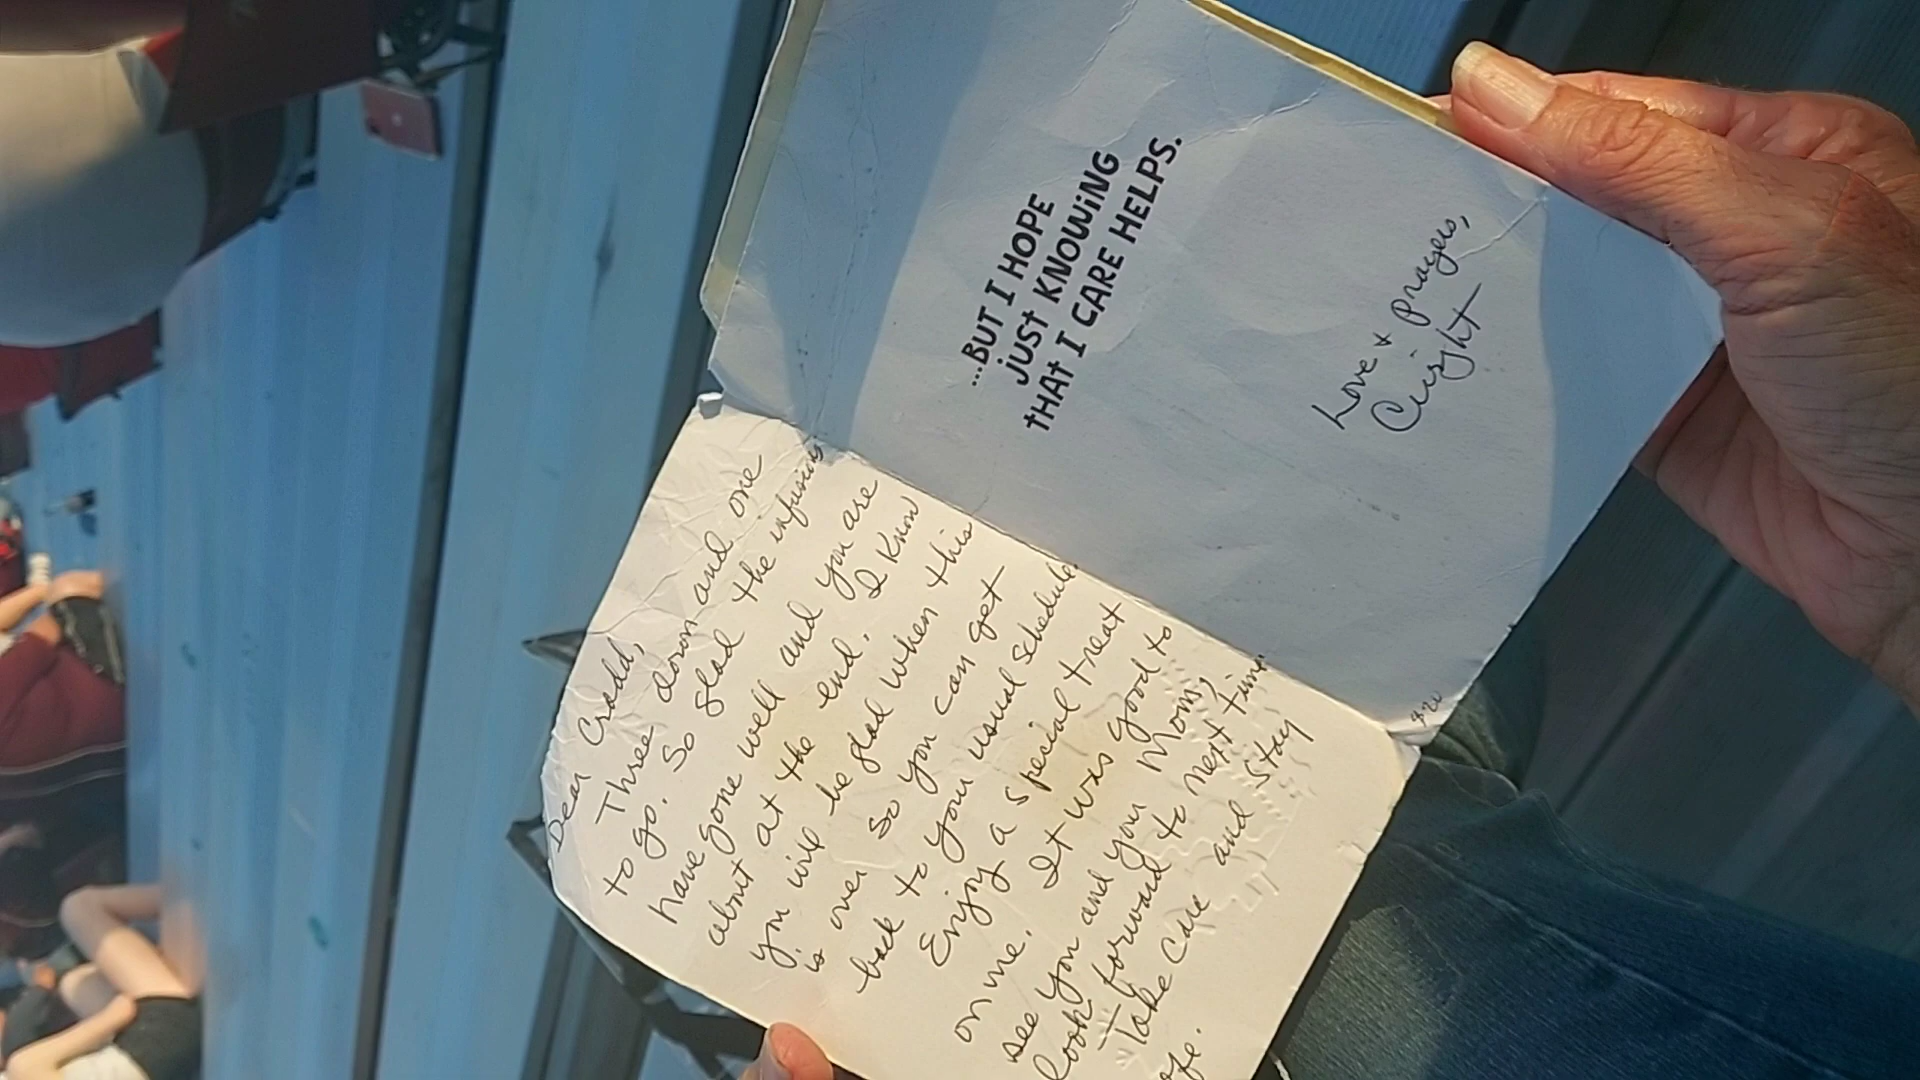 Dear Cradd,
Three down and one
to go. So glad the infusions
have gone well and you are
about at the end. I know
you will be glad when this
is over so you can get
back to your usual schedule.
Enjoy a special treat
on me. It was good to
see you and your Mom,
look forward to next time
Take care and stay
...BUT I HOPE
JUST KNOWING
THAT I CARE HELPS.
Love + prayers,
$20